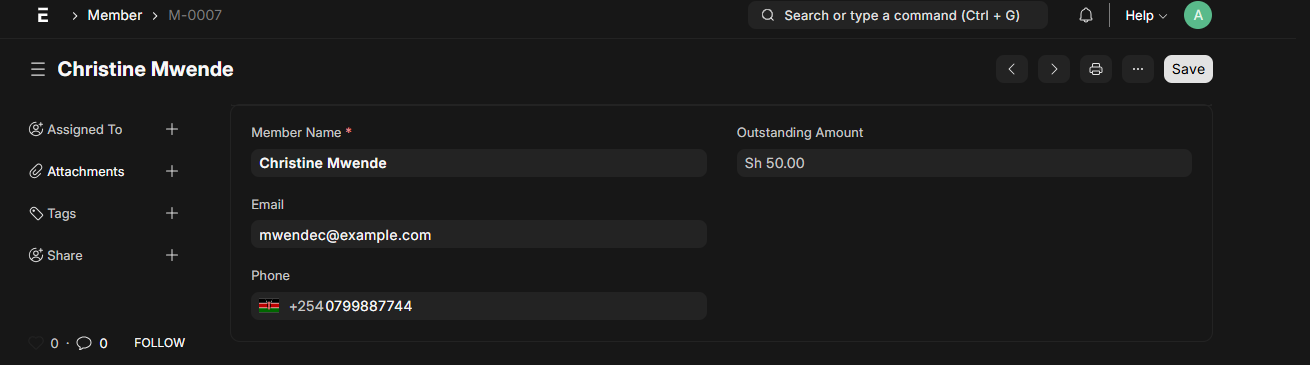 E > Member > M-0007
Search or type a command (Ctrl + G)
Help
A
Christine Mwende
Save
Assigned To +
Attachments +
Tags +
Share +
Member Name *
Christine Mwende
Outstanding Amount
Sh 50.00
Email
mwendec@example.com
Phone
+254 0799887744
0 · 0 FOLLOW